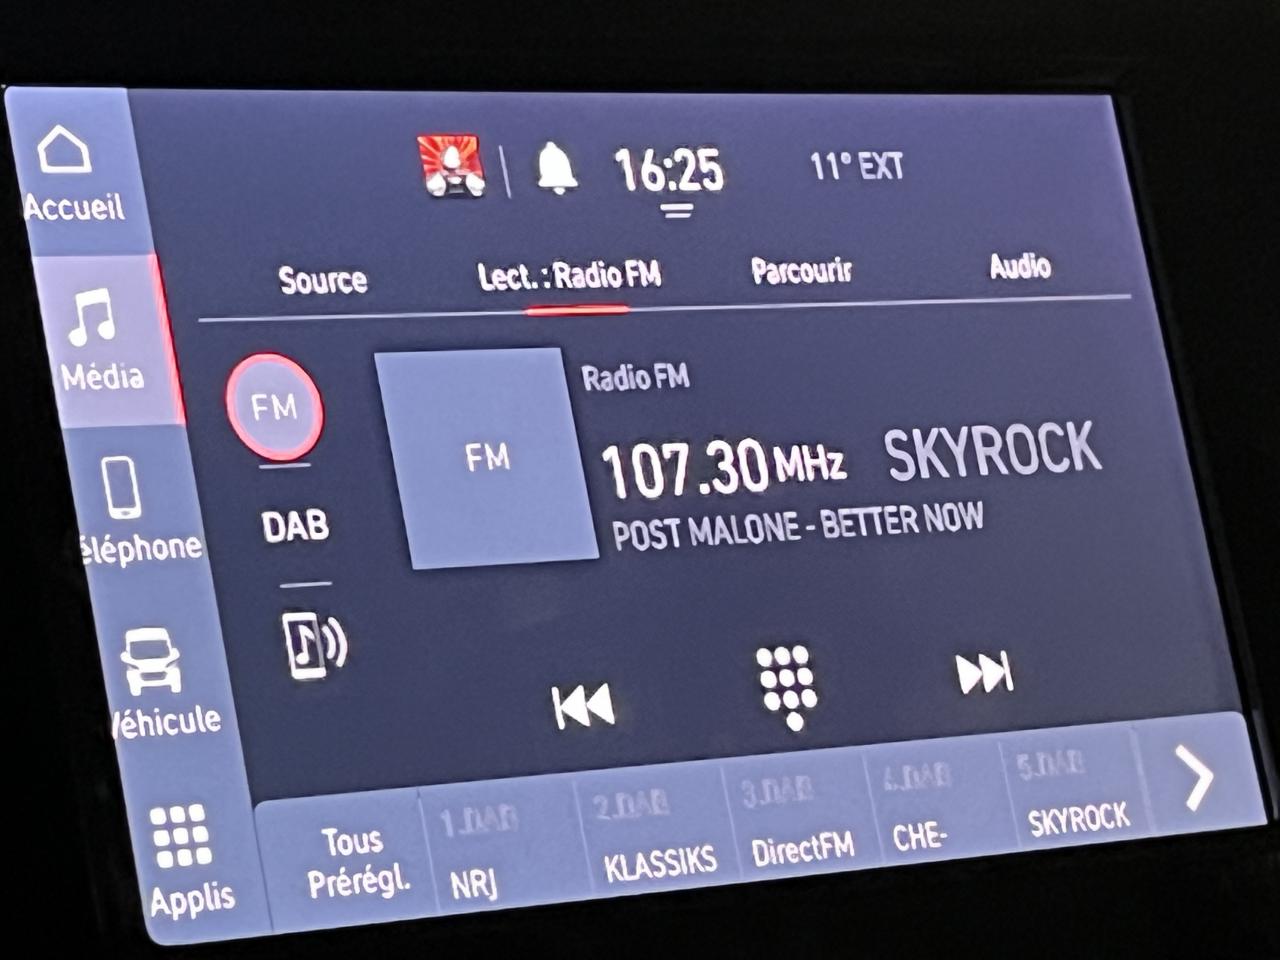 16:25 11° EXT
Accueil
Source Lect. : Radio FM Parcourir Audio
Média
FM
FM
Radio FM
107.30 MHz SKYROCK
POST MALONE - BETTER NOW
DAB
éléphone
Véhicule
Applis
Tous
Prérégl.
1.DAB
NRJ
2.DAB
KLASSIKS
3.DAB
DirectFM
4.DAB
CHE-
5.DAB
SKYROCK